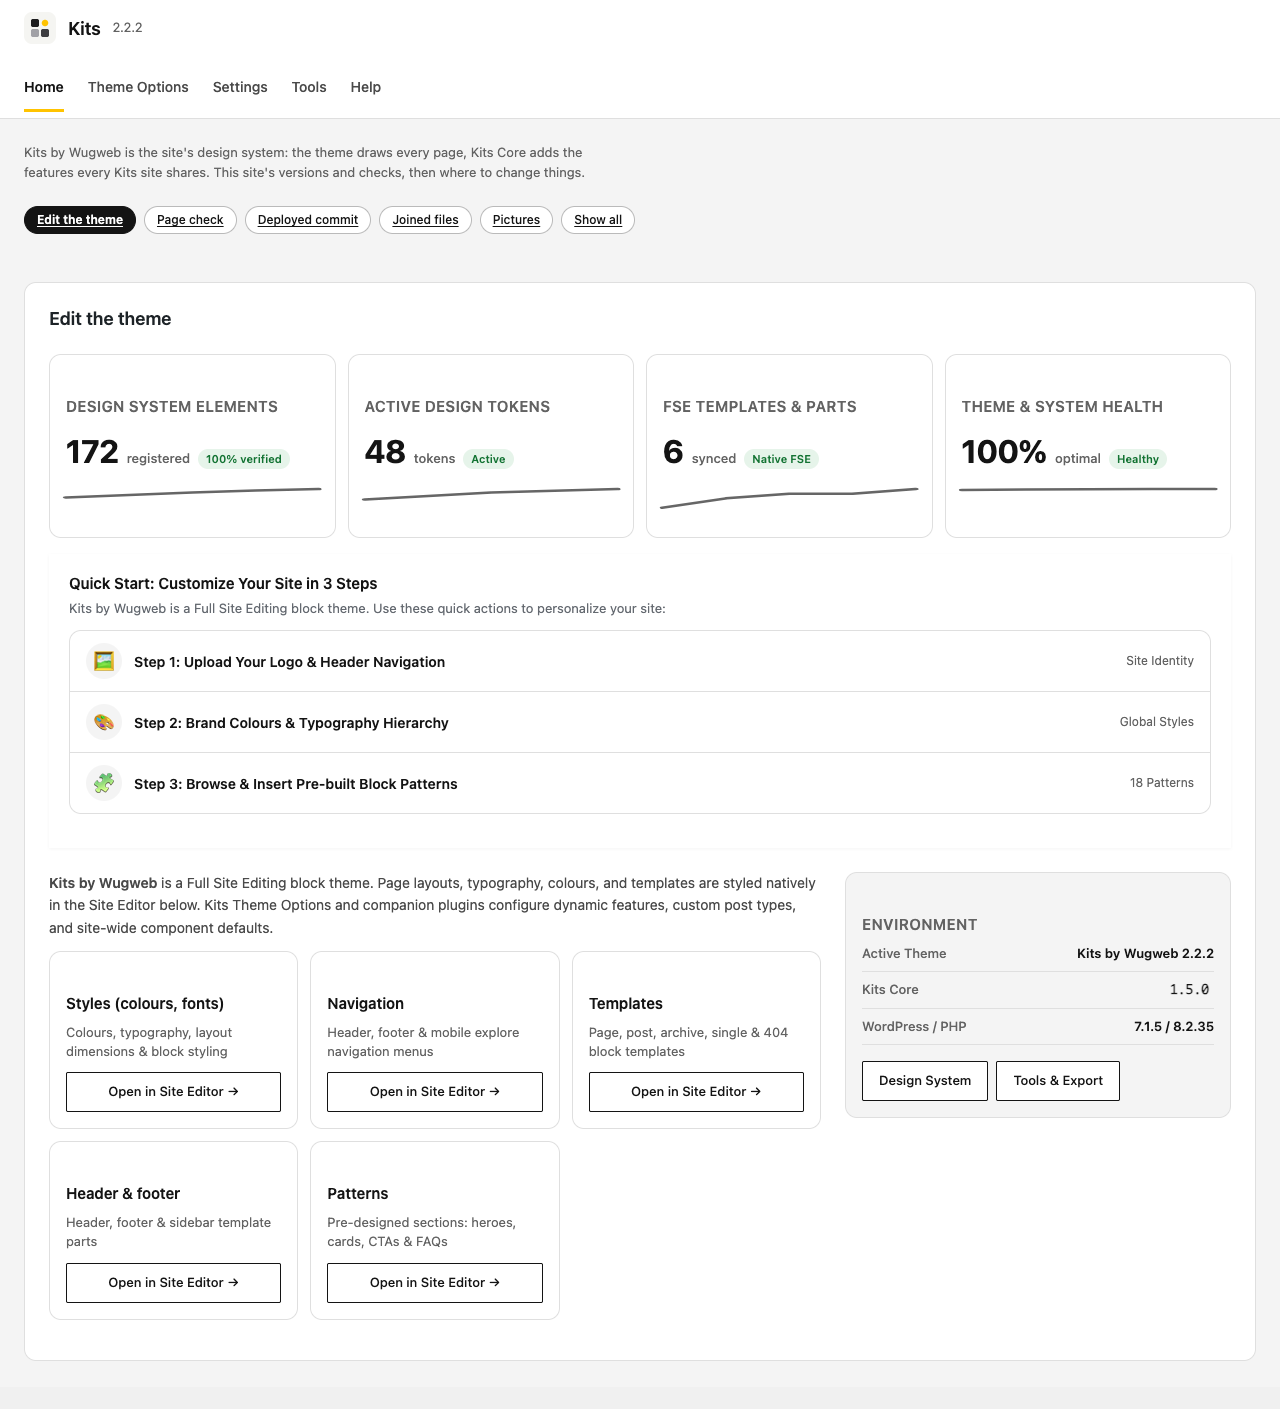 Kits 2.2.2
Home Theme Options Settings Tools Help
Kits by Wugweb is the site's design system: the theme draws every page, Kits Core adds the
features every Kits site shares. This site's versions and checks, then where to change things.
Edit the theme Page check Deployed commit Joined files Pictures Show all
Edit the theme
DESIGN SYSTEM ELEMENTS
172 registered 100% verified
ACTIVE DESIGN TOKENS
48 tokens Active
FSE TEMPLATES & PARTS
6 synced Native FSE
THEME & SYSTEM HEALTH
100% optimal Healthy
Quick Start: Customize Your Site in 3 Steps
Kits by Wugweb is a Full Site Editing block theme. Use these quick actions to personalize your site:
Step 1: Upload Your Logo & Header Navigation Site Identity
Step 2: Brand Colours & Typography Hierarchy Global Styles
Step 3: Browse & Insert Pre-built Block Patterns 18 Patterns
Kits by Wugweb is a Full Site Editing block theme. Page layouts, typography, colours, and templates are styled natively
in the Site Editor below. Kits Theme Options and companion plugins configure dynamic features, custom post types,
and site-wide component defaults.
Styles (colours, fonts)
Colours, typography, layout
dimensions & block styling
Open in Site Editor →
Navigation
Header, footer & mobile explore
navigation menus
Open in Site Editor →
Templates
Page, post, archive, single & 404
block templates
Open in Site Editor →
Header & footer
Header, footer & sidebar template
parts
Open in Site Editor →
Patterns
Pre-designed sections: heroes,
cards, CTAs & FAQs
Open in Site Editor →
ENVIRONMENT
Active Theme Kits by Wugweb 2.2.2
Kits Core 1.5.0
WordPress / PHP 7.1.5 / 8.2.35
Design System Tools & Export